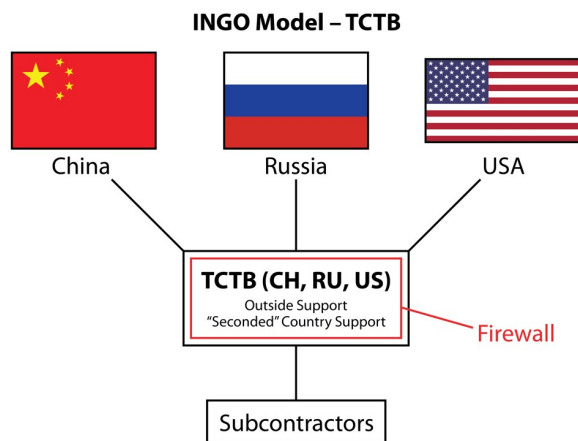 INGO Model – TCTB
China
Russia
USA
TCTB (CH, RU, US)
Outside Support
“Seconded” Country Support
Firewall
Subcontractors